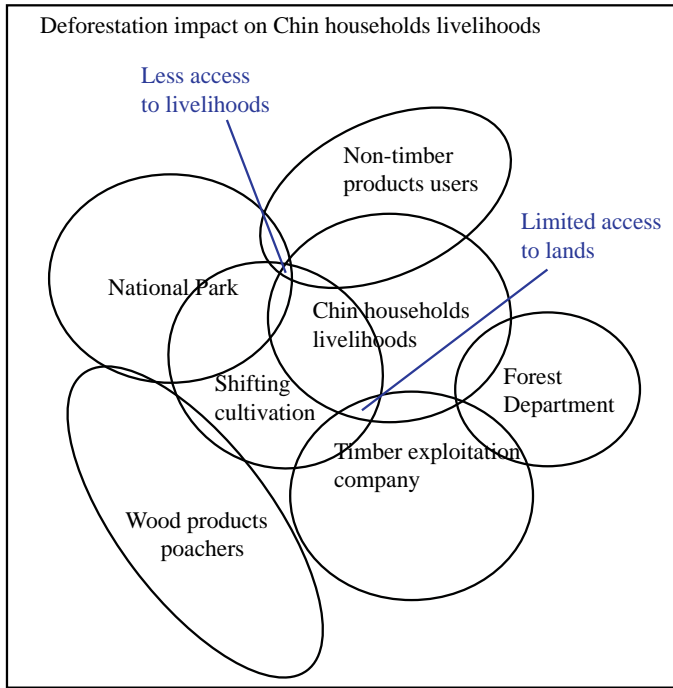 Deforestation impact on Chin households livelihoods
Less access
to livelihoods
Non-timber
products users
Limited access
to lands
National Park
Chin households
livelihoods
Shifting
cultivation
Forest
Department
Timber exploitation
company
Wood products
poachers